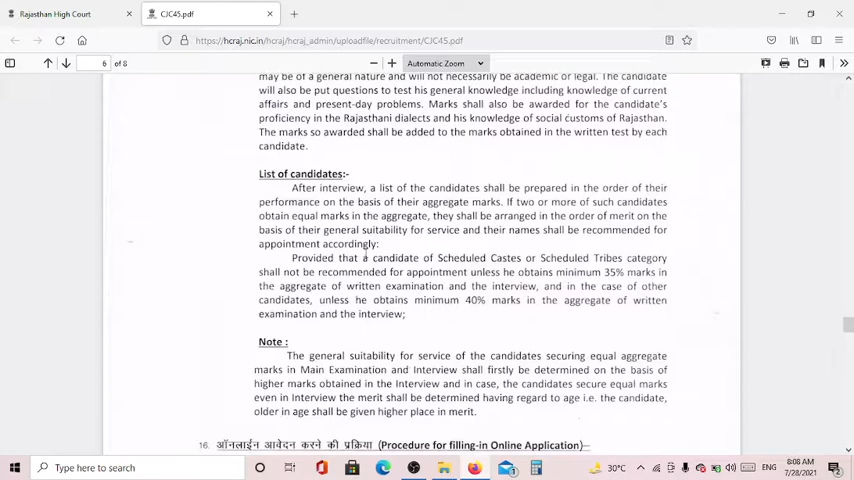 Rajasthan High Court
CJC45.pdf
https://hcraj.nic.in/hcraj/hcraj_admin/uploadfile/recruitment/CJC45.pdf
6 of 8
Automatic Zoom
may be of a general nature and will not necessarily be academic or legal. The candidate
will also be put questions to test his general knowledge including knowledge of current
affairs and present-day problems. Marks shall also be awarded for the candidate's
proficiency in the Rajasthani dialects and his knowledge of social customs of Rajasthan.
The marks so awarded shall be added to the marks obtained in the written test by each
candidate.
List of candidates:-
After interview, a list of the candidates shall be prepared in the order of their
performance on the basis of their aggregate marks. If two or more of such candidates
obtain equal marks in the aggregate, they shall be arranged in the order of merit on the
basis of their general suitability for service and their names shall be recommended for
appointment accordingly:
Provided that a candidate of Scheduled Castes or Scheduled Tribes category
shall not be recommended for appointment unless he obtains minimum 35% marks in
the aggregate of written examination and the interview, and in the case of other
candidates, unless he obtains minimum 40% marks in the aggregate of written
examination and the interview;
Note :
The general suitability for service of the candidates securing equal aggregate
marks in Main Examination and Interview shall firstly be determined on the basis of
higher marks obtained in the Interview and in case, the candidates secure equal marks
even in Interview the merit shall be determined having regard to age i.e. the candidate,
older in age shall be given higher place in merit.
16. ऑनलाईन आवेदन करने की प्रक्रिया (Procedure for filling-in Online Application)
Type here to search
30°C
ENG
8:08 AM
7/28/2021
2